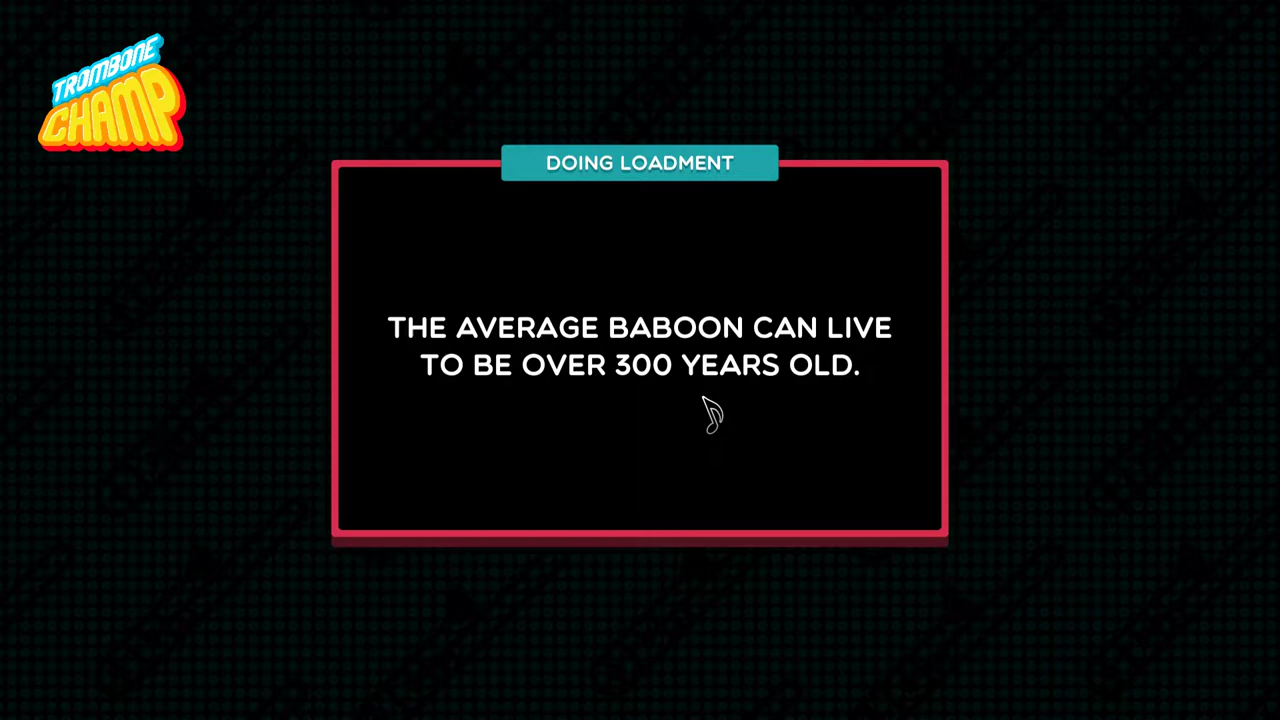 TROMBONE
CHAMP
DOING LOADMENT
THE AVERAGE BABOON CAN LIVE
TO BE OVER 300 YEARS OLD.